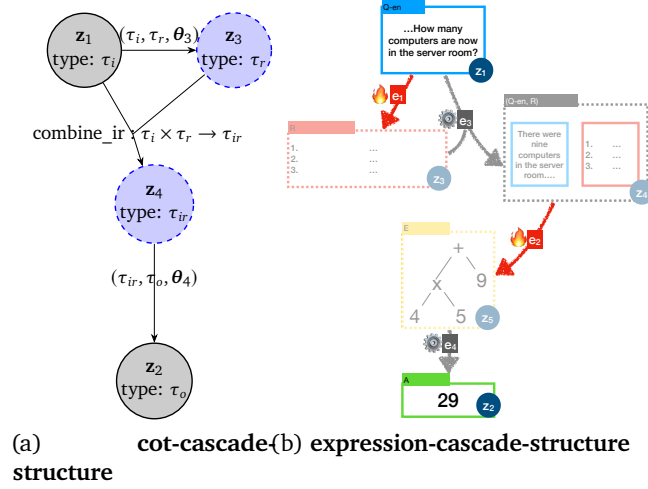 z₁
type: τᵢ
(τᵢ, τᵣ, θ₃)
z₃
type: τᵣ
combine_ir : τᵢ × τᵣ → τᵢᵣ
z₄
type: τᵢᵣ
(τᵢᵣ, τₒ, θ₄)
z₂
type: τₒ
(a) cot-cascade-
structure
Q-en
...How many
computers are now
in the server room?
z₁
e₁
e₃
R
1. ...
2. ...
3. ...
z₃
(Q-en, R)
There were
nine
computers
in the server
room....
1. ...
2. ...
3. ...
z₄
e₂
E
+
x
9
4
5
z₅
e₄
A
29
z₂
(b) expression-cascade-structure